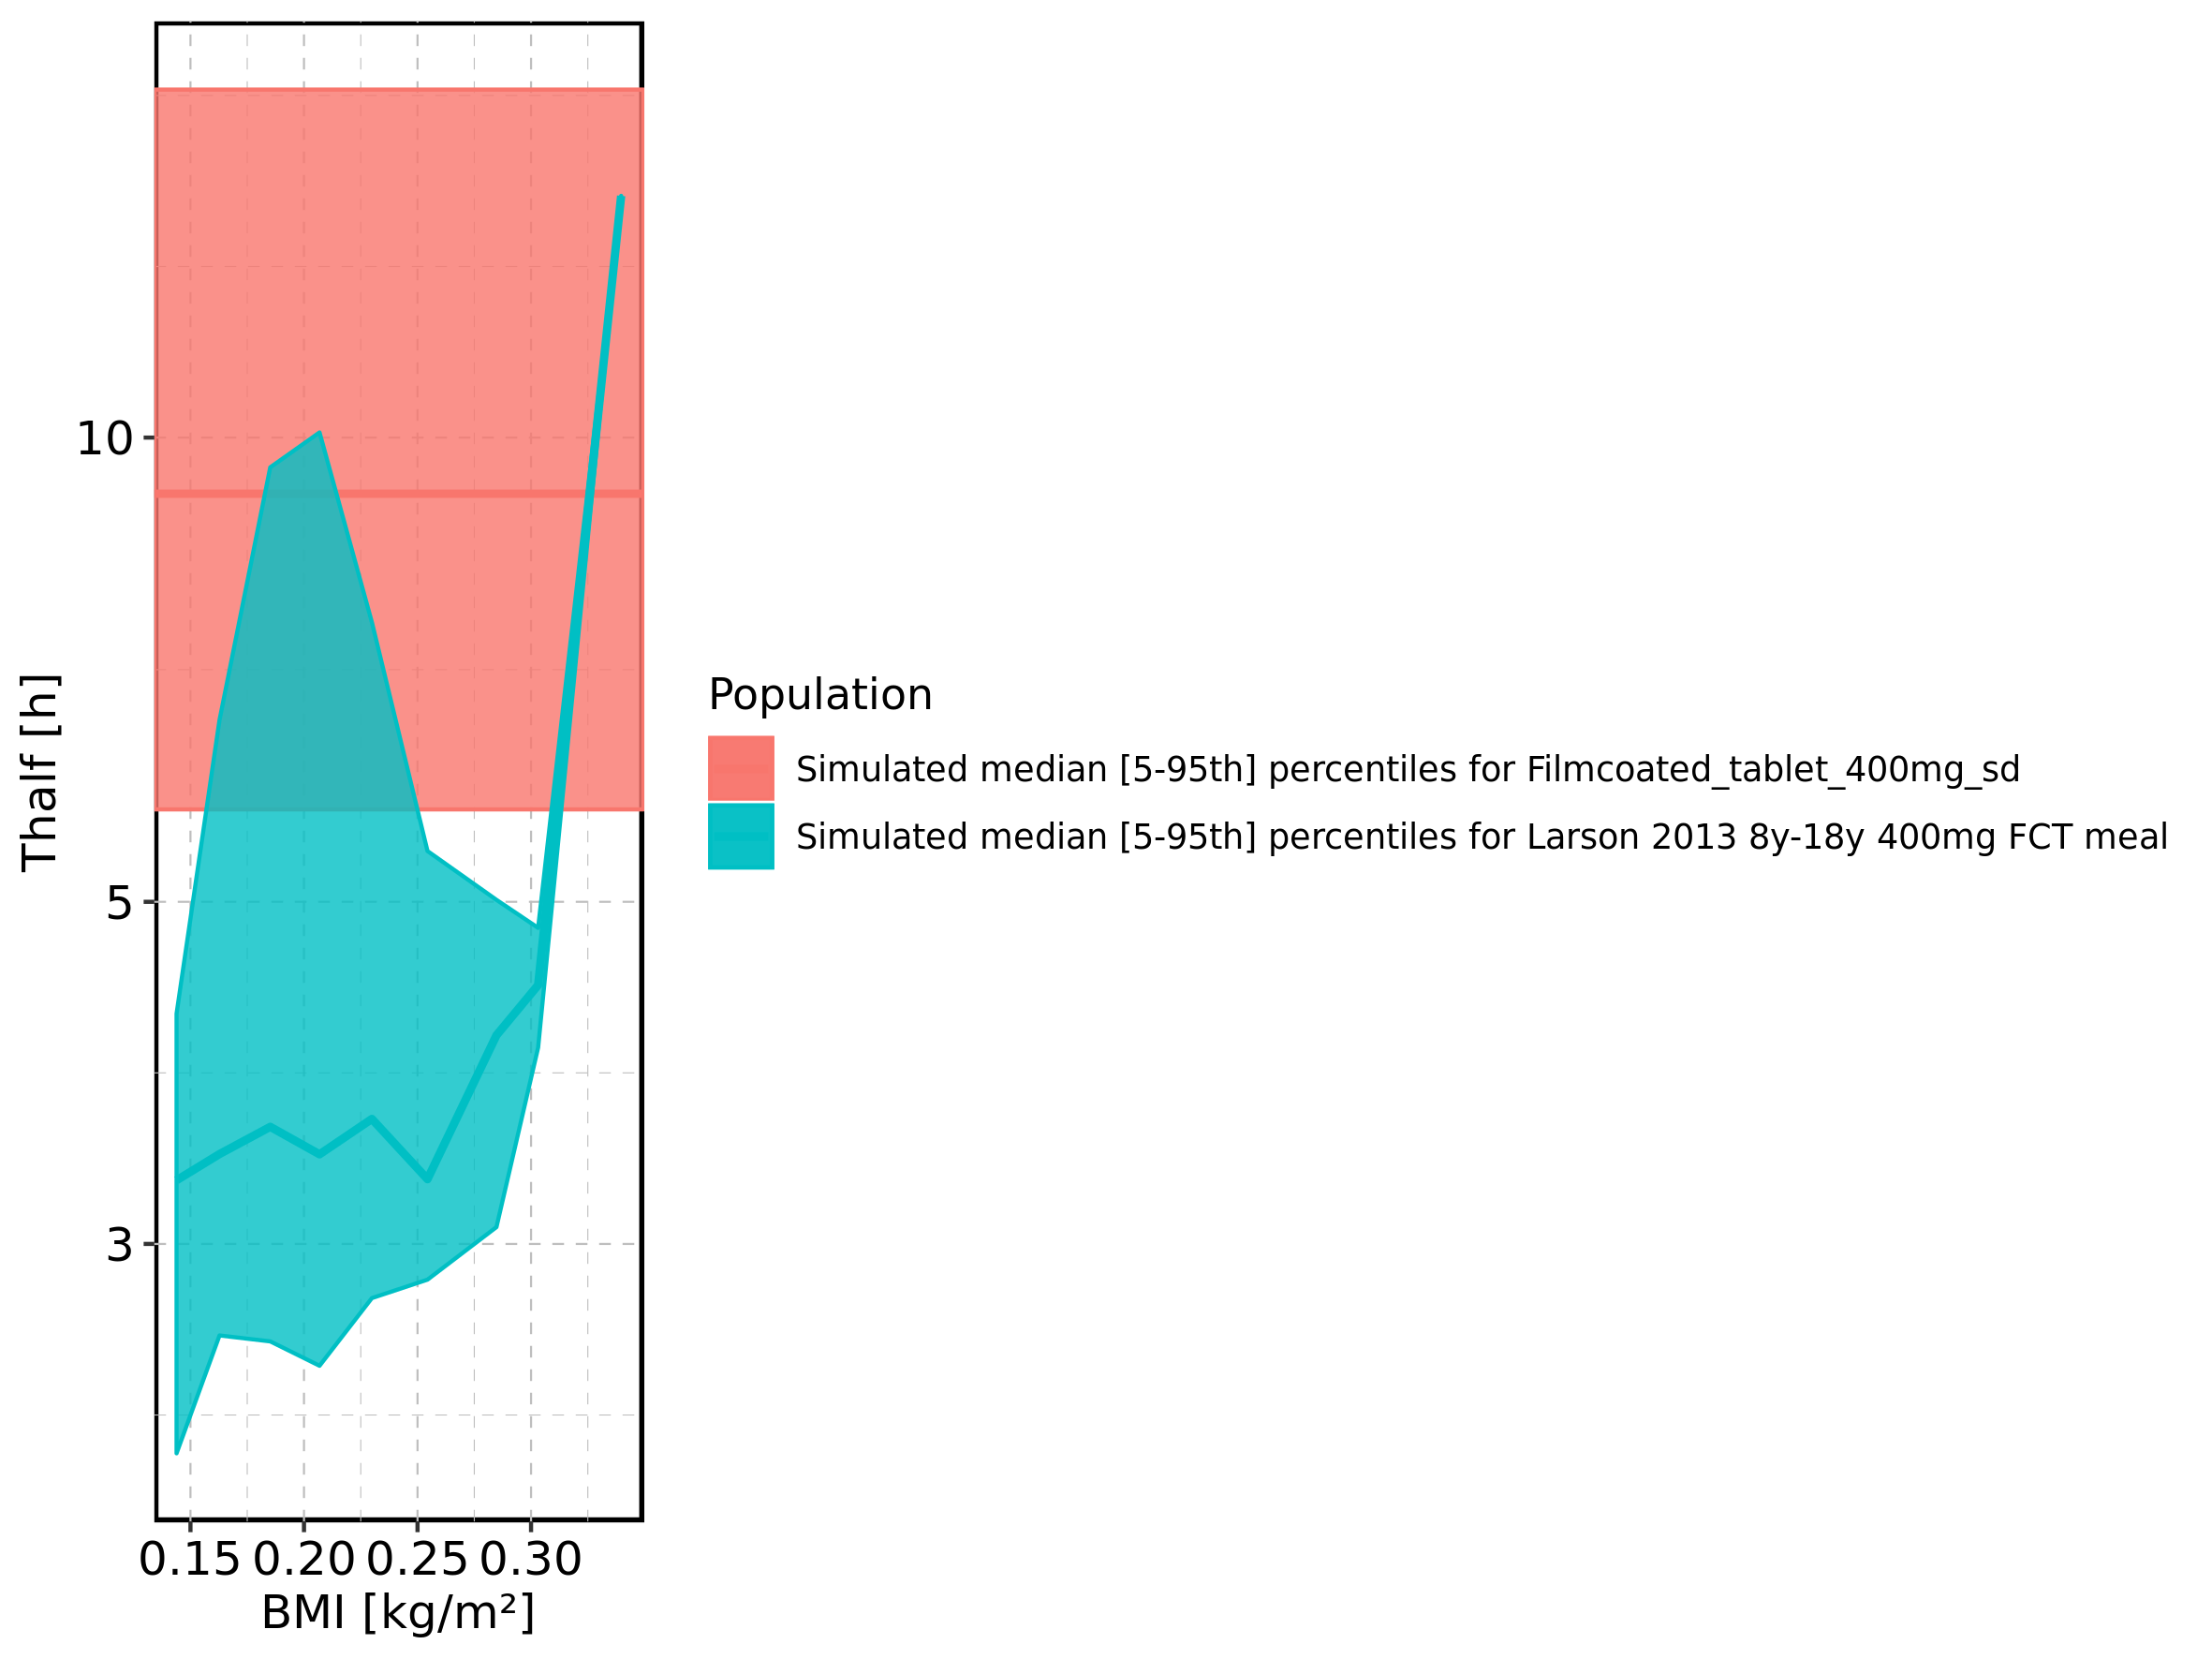 10
5
3
Thalf [h]
0.15 0.20 0.25 0.30
BMI [kg/m²]
Population
Simulated median [5-95th] percentiles for Filmcoated_tablet_400mg_sd
Simulated median [5-95th] percentiles for Larson 2013 8y-18y 400mg FCT meal